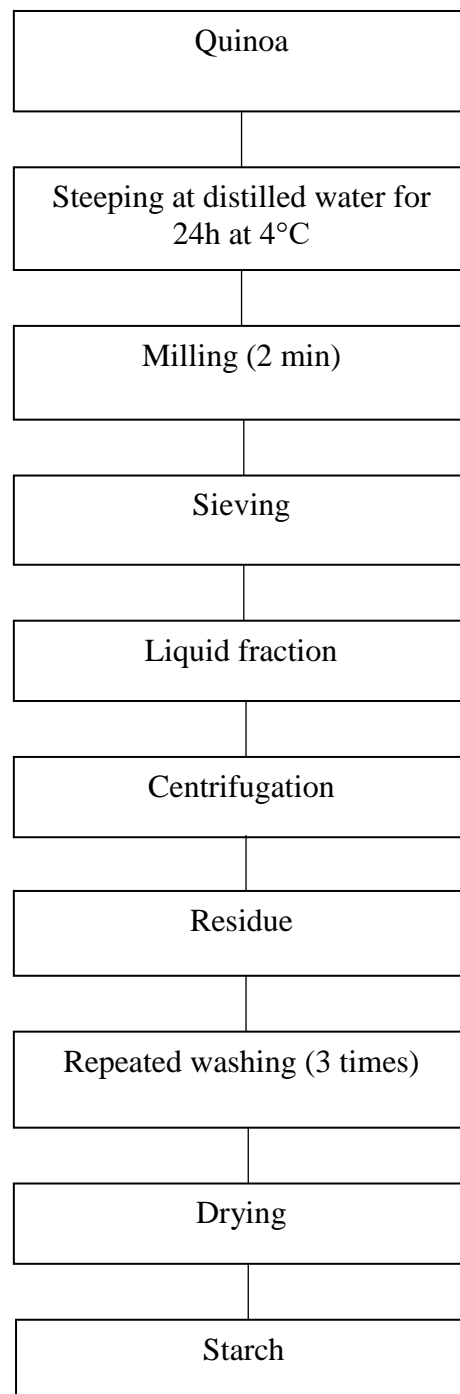 Quinoa
Steeping at distilled water for
24h at 4°C
Milling (2 min)
Sieving
Liquid fraction
Centrifugation
Residue
Repeated washing (3 times)
Drying
Starch